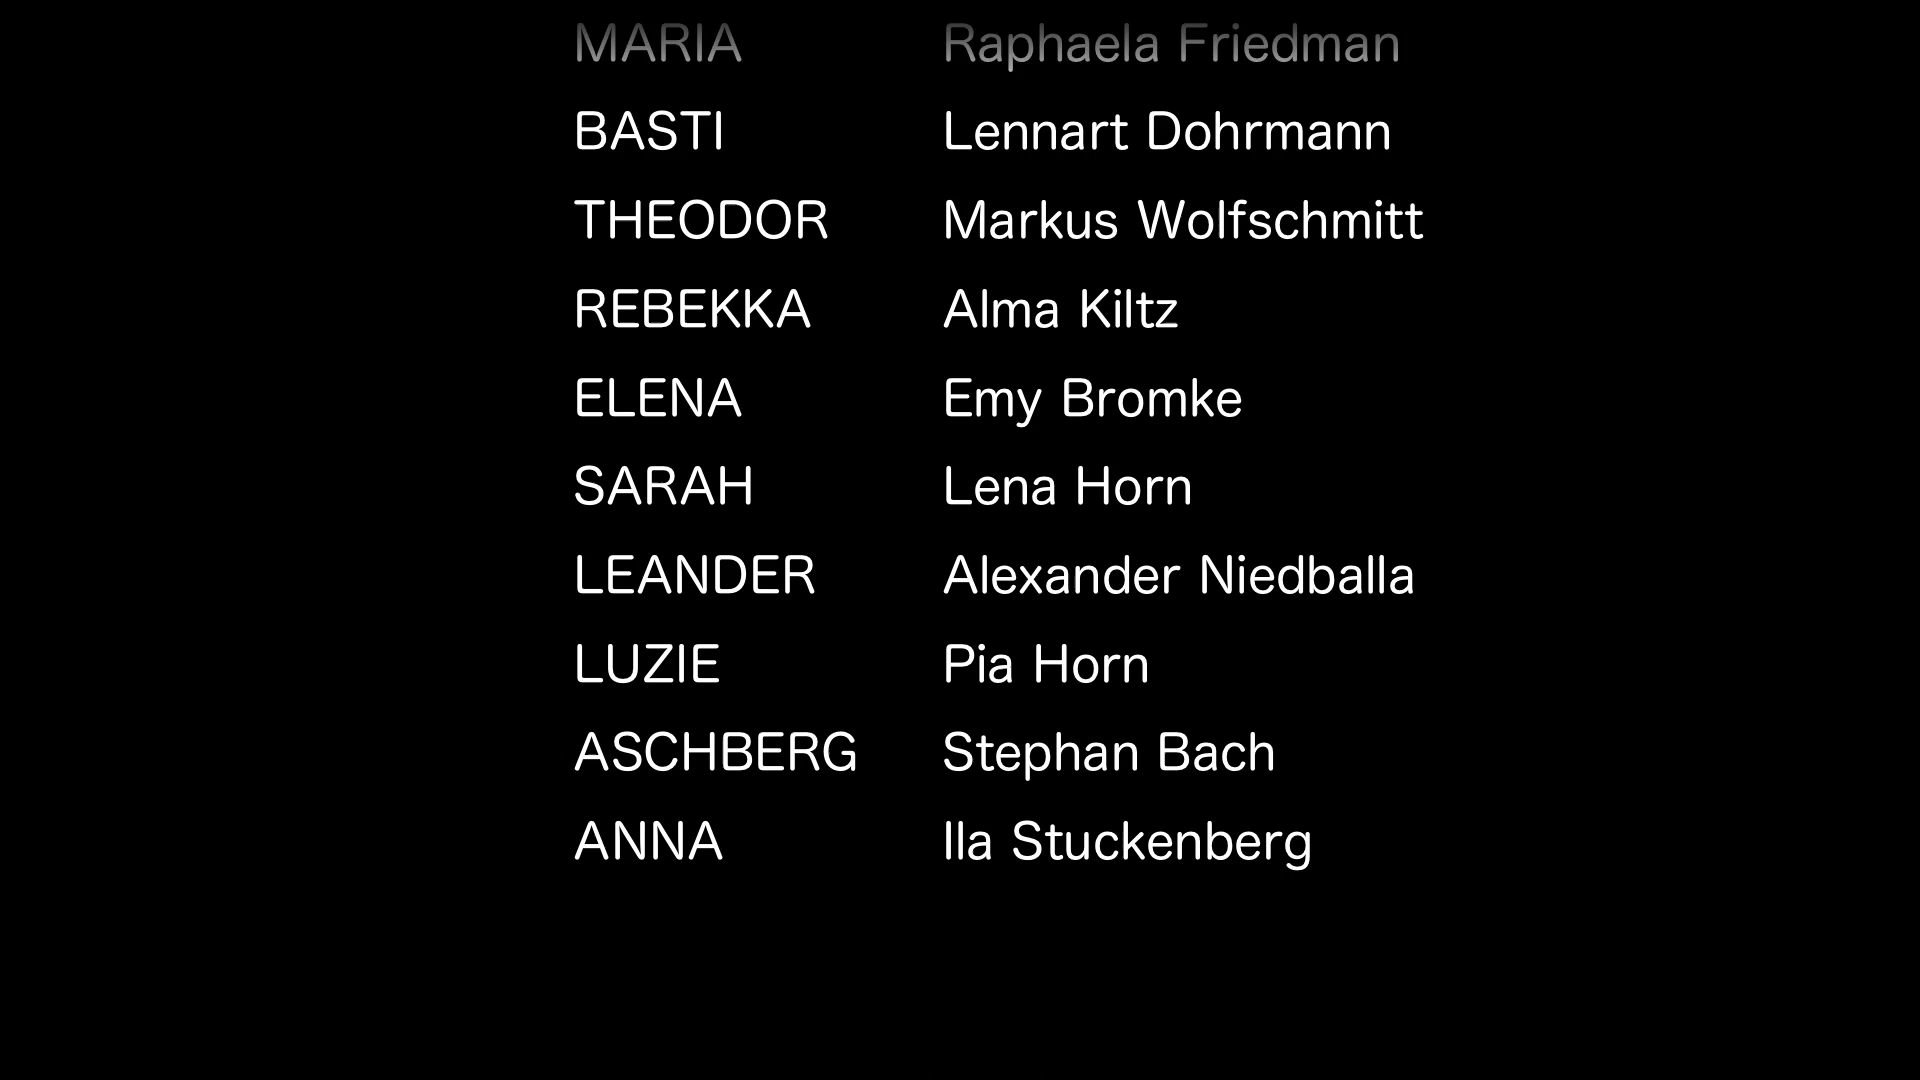 MARIA Raphaela Friedman
BASTI Lennart Dohrmann
THEODOR Markus Wolfschmitt
REBEKKA Alma Kiltz
ELENA Emy Bromke
SARAH Lena Horn
LEANDER Alexander Niedballa
LUZIE Pia Horn
ASCHBERG Stephan Bach
ANNA Ila Stuckenberg